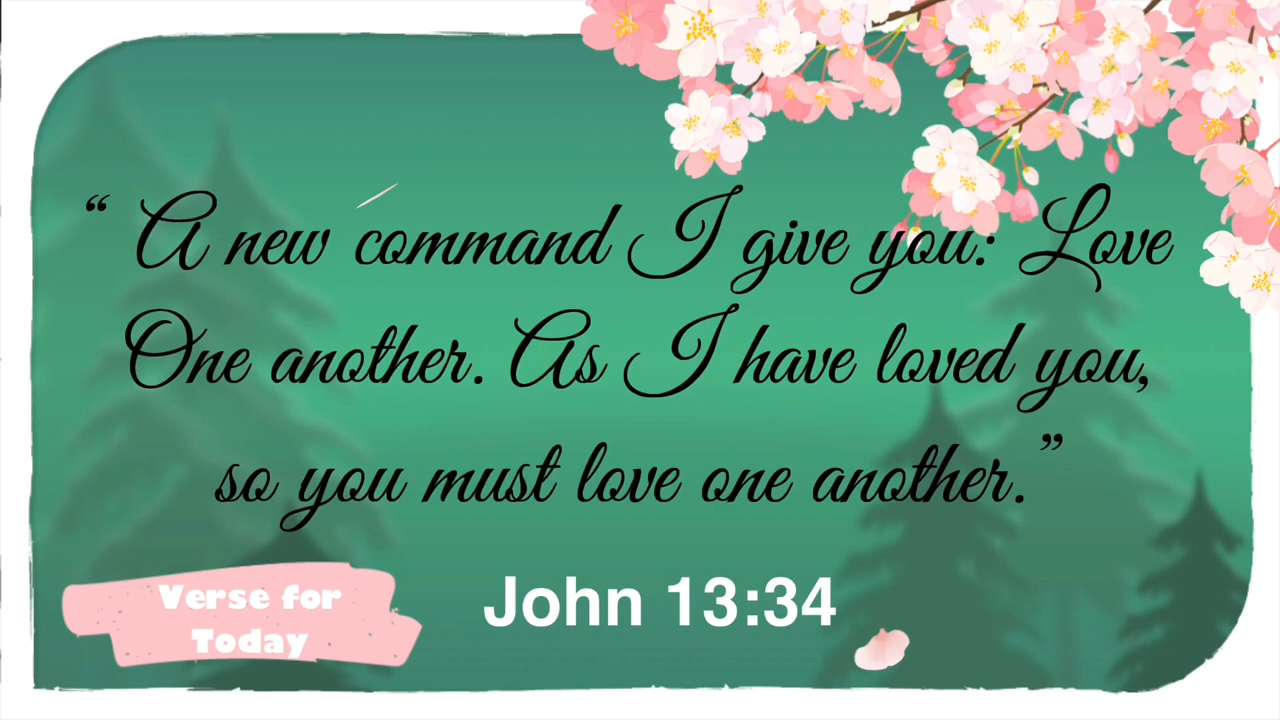 “ A new command I give you: Love
One another. As I have loved you,
so you must love one another.”
Verse for
Today
John 13:34